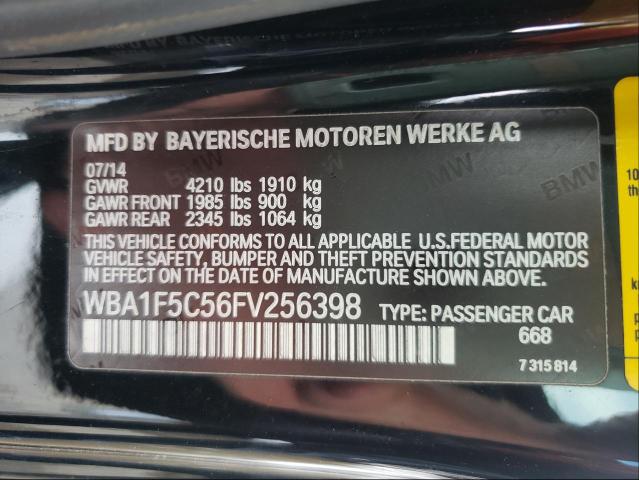 MFD BY BAYERISCHE MOTOREN WERKE AG
07/14
GVWR 4210 lbs 1910 kg
GAWR FRONT 1985 lbs 900 kg
GAWR REAR 2345 lbs 1064 kg
THIS VEHICLE CONFORMS TO ALL APPLICABLE U.S.FEDERAL MOTOR
VEHICLE SAFETY, BUMPER AND THEFT PREVENTION STANDARDS
IN EFFECT ON THE DATE OF MANUFACTURE SHOWN ABOVE.
WBA1F5C56FV256398 TYPE: PASSENGER CAR
668
7 315 814
BMW
BMW